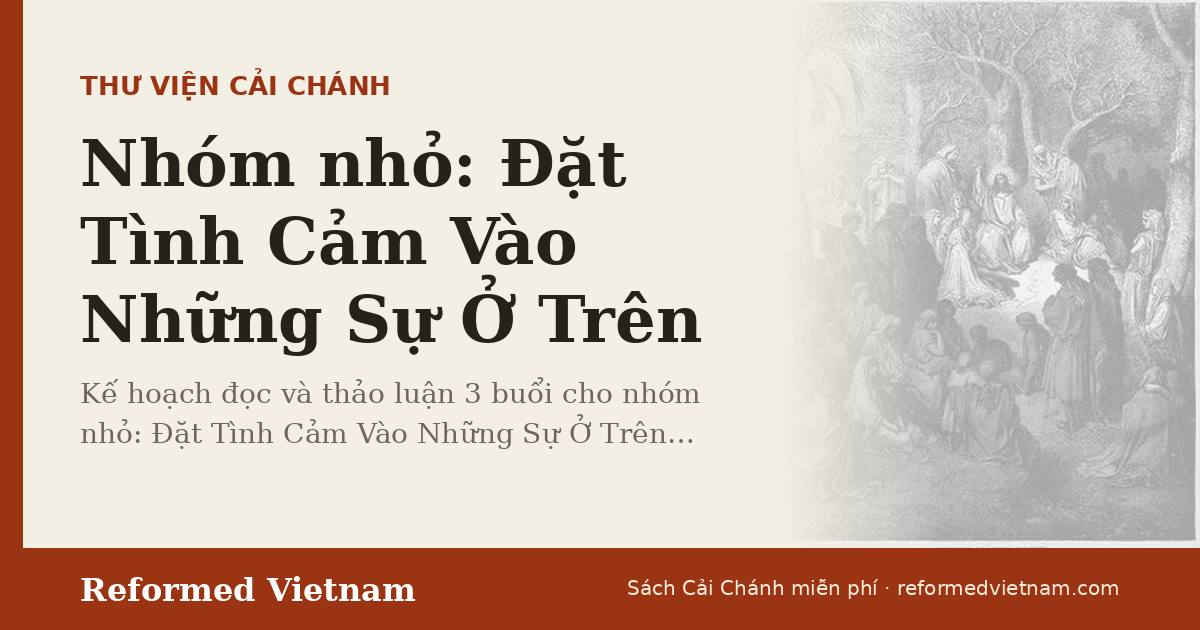 THƯ VIỆN CẢI CHÁNH
Nhóm nhỏ: Đặt
Tình Cảm Vào
Những Sự Ở Trên
Kế hoạch đọc và thảo luận 3 buổi cho nhóm
nhỏ: Đặt Tình Cảm Vào Những Sự Ở Trên...
Reformed Vietnam
Sách Cải Chánh miễn phí · reformedvietnam.com